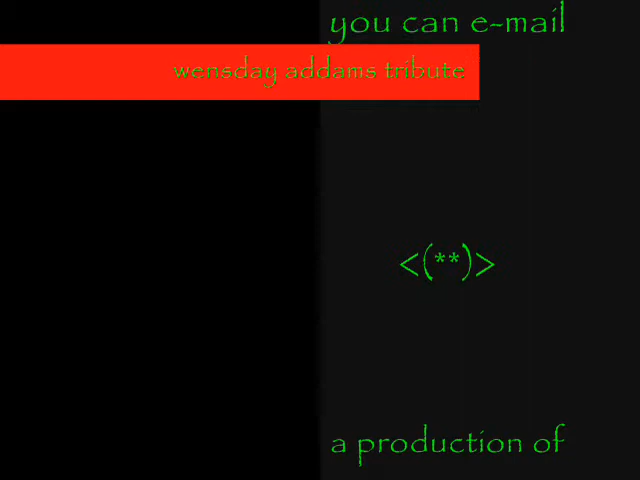 you can e-mail
wensday addams tribute
<(**)>
a production of